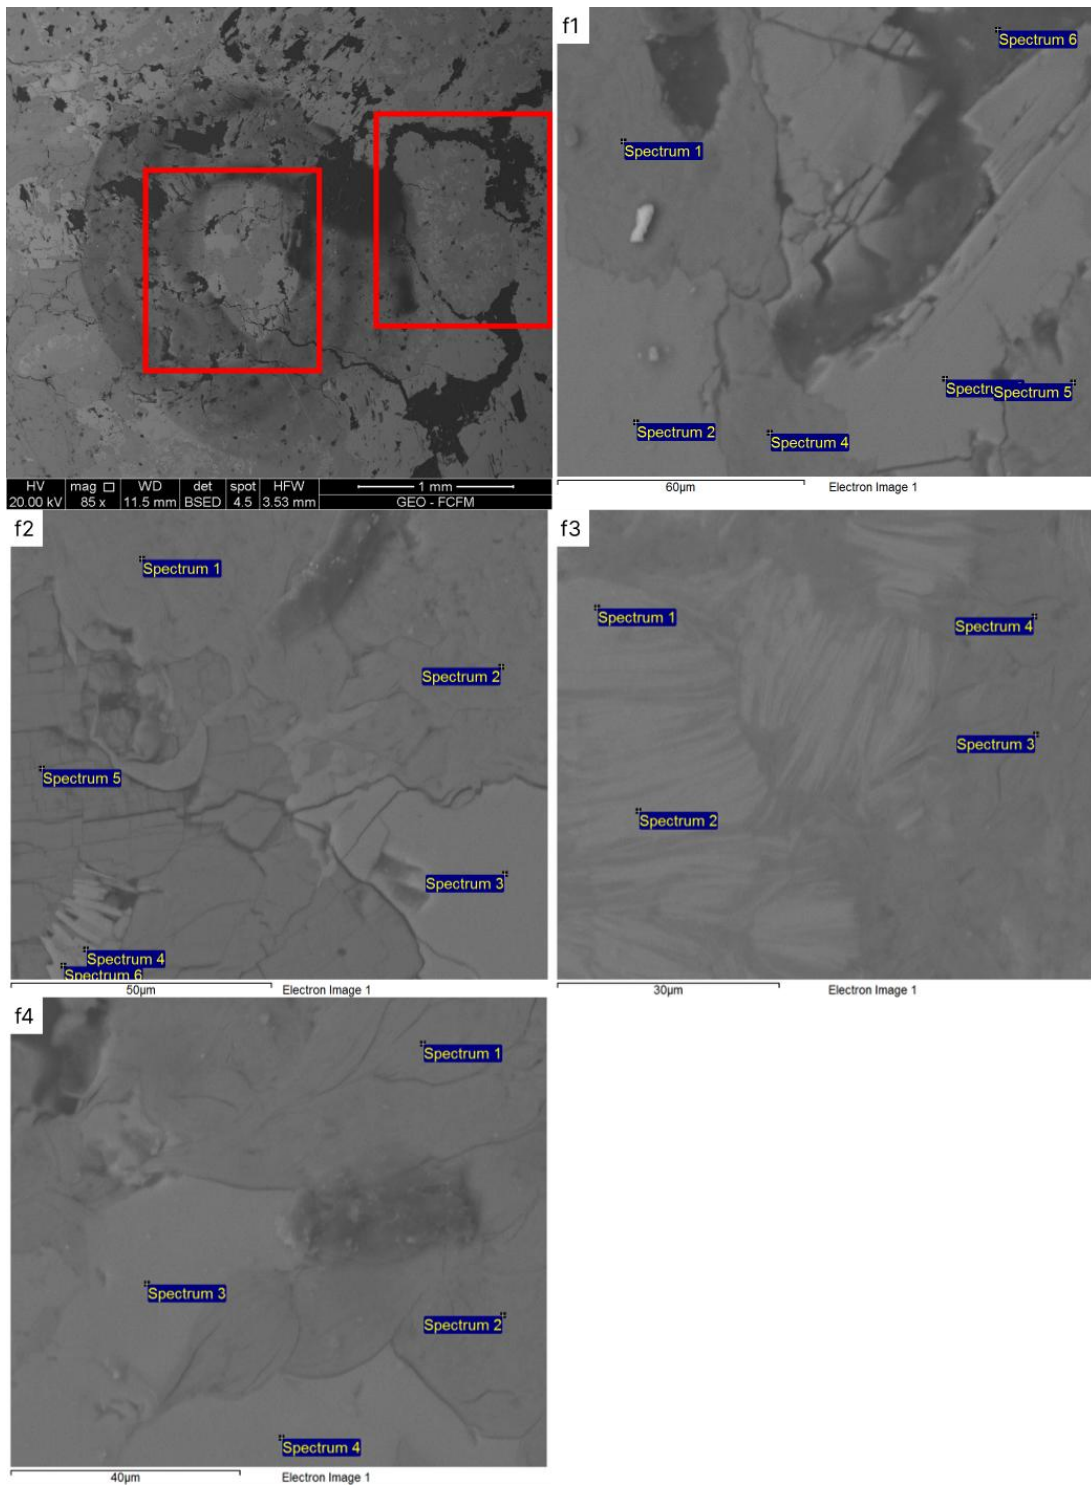 HV mag □ WD det spot HFW
20.00 kV 85 x 11.5 mm BSED 4.5 3.53 mm
1 mm
GEO - FCFM
f1
Spectrum 6
Spectrum 1
Spectrum 5
Spectrum 2
Spectrum 4
60µm Electron Image 1
f2
Spectrum 1
Spectrum 2
Spectrum 5
Spectrum 3
Spectrum 4
Spectrum 6
50µm Electron Image 1
f3
Spectrum 1
Spectrum 4
Spectrum 3
Spectrum 2
30µm Electron Image 1
f4
Spectrum 1
Spectrum 3
Spectrum 2
Spectrum 4
40µm Electron Image 1